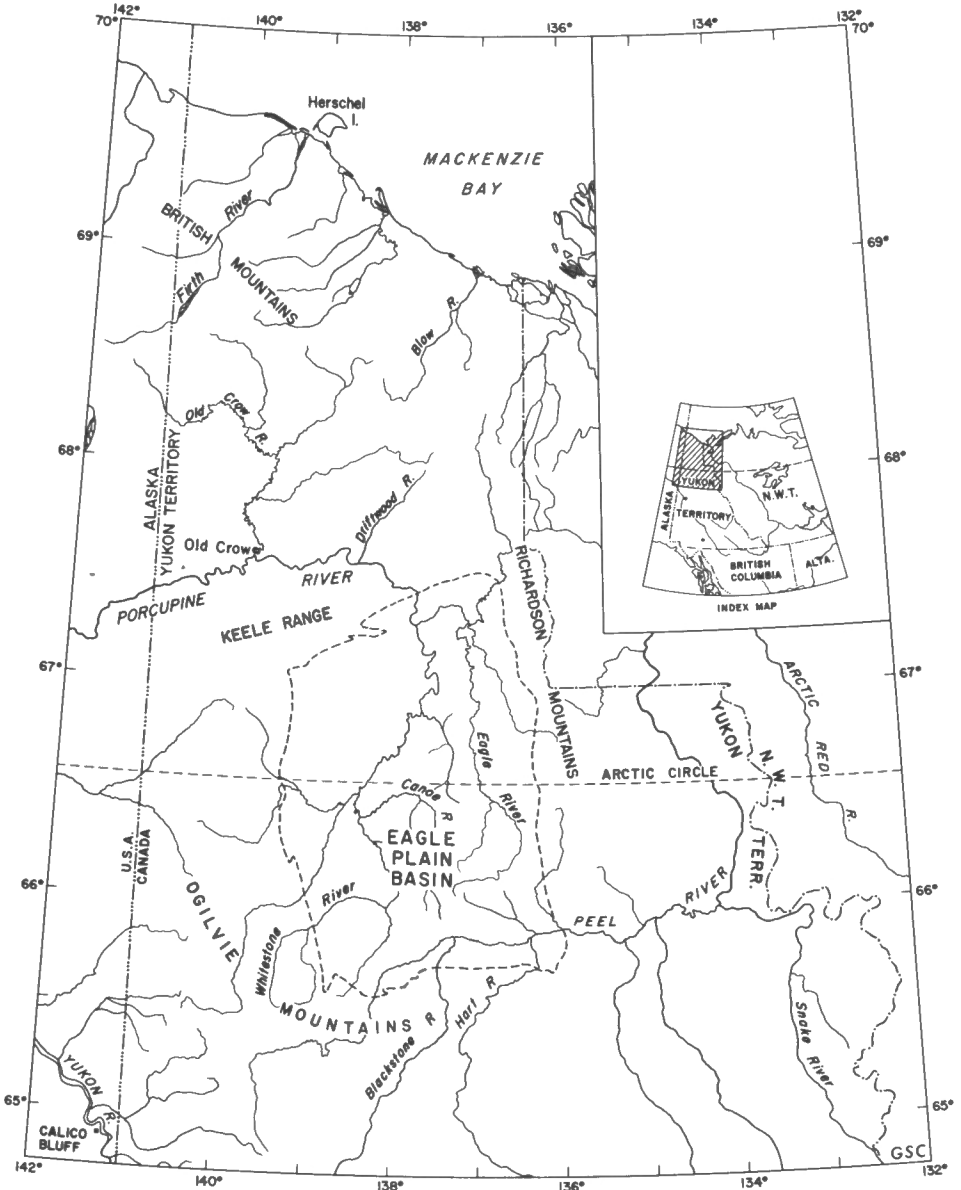 142°
140°
138°
136°
134°
132°
70°
70°
Herschel
I.
MACKENZIE
BAY
BRITISH
River
69°
69°
MOUNTAINS
Firth
Blow R.
Old Crow R.
68°
68°
ALASKA
YUKON TERRITORY
Driftwood R.
Old Crow
RIVER
PORCUPINE
KEELE RANGE
RICHARDSON
MOUNTAINS
YUKON
N.W.T.
ALASKA
TERRITORY
BRITISH
COLUMBIA
ALTA.
INDEX MAP
67°
67°
ARCTIC
RED
R.
YUKON
N.W.T.
TERR.
Eagle
River
ARCTIC CIRCLE
Canoe R
EAGLE
PLAIN
BASIN
U.S.A.
CANADA
66°
66°
OGILVIE
River
Whitestone
PEEL
RIVER
MOUNTAINS
Blackstone R
Hart R
Snake River
YUKON R.
65°
65°
CALICO
BLUFF
GSC
142°
140°
138°
136°
134°
132°